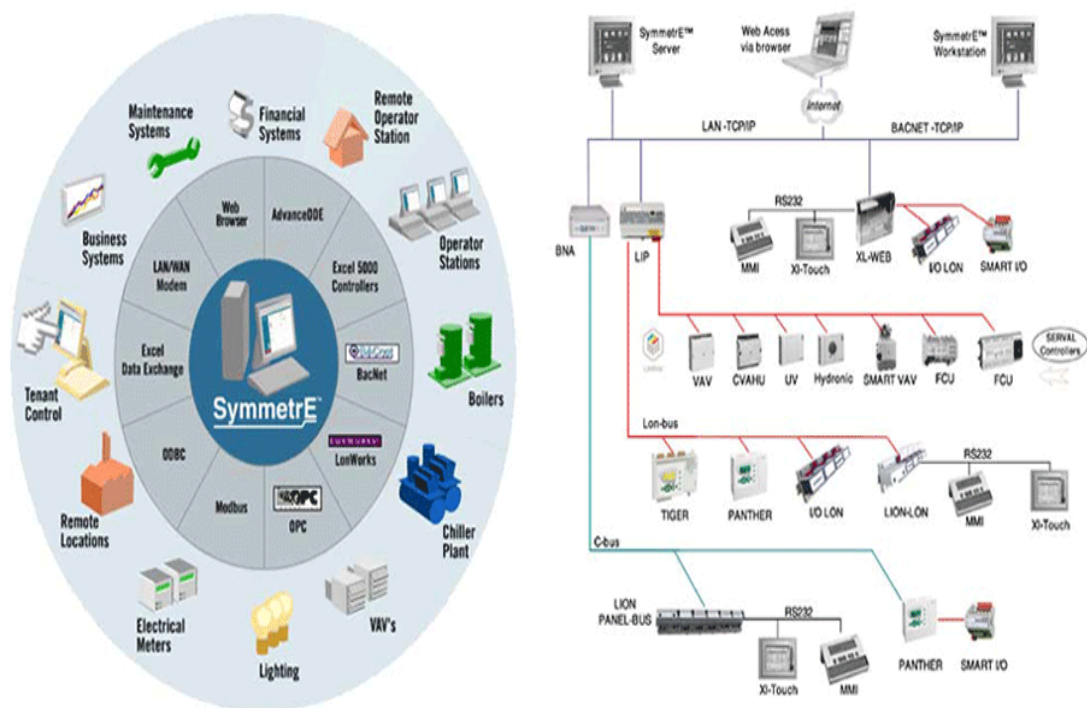 Maintenance
Systems
Financial
Systems
Remote
Operator
Station
Business
Systems
Web
Browser
AdvanceDDE
Operator
Stations
LAN/WAN
Modem
Excel 5000
Controllers
Tenant
Control
Excel
Data Exchange
BacNet
Boilers
SymmetrE™
ODBC
LonWorks
Remote
Locations
Modbus
OPC
OPC
Chiller
Plant
Electrical
Meters
Lighting
VAV's
SymmetrE™
Server
Web Acess
via browser
SymmetrE™
Workstation
Internet
LAN -TCP/IP
BACNET -TCP/IP
BNA
LIP
RS232
MMI
XI-Touch
XL-WEB
I/O LON
SMART I/O
VAV
CVAHU
UV
Hydronic
SMART VAV
FCU
FCU
SERVAL
Controllers
Lon-bus
TIGER
PANTHER
I/O LON
LION-LON
RS232
MMI
XI-Touch
C-bus
LION
PANEL-BUS
RS232
XI-Touch
MMI
PANTHER
SMART I/O